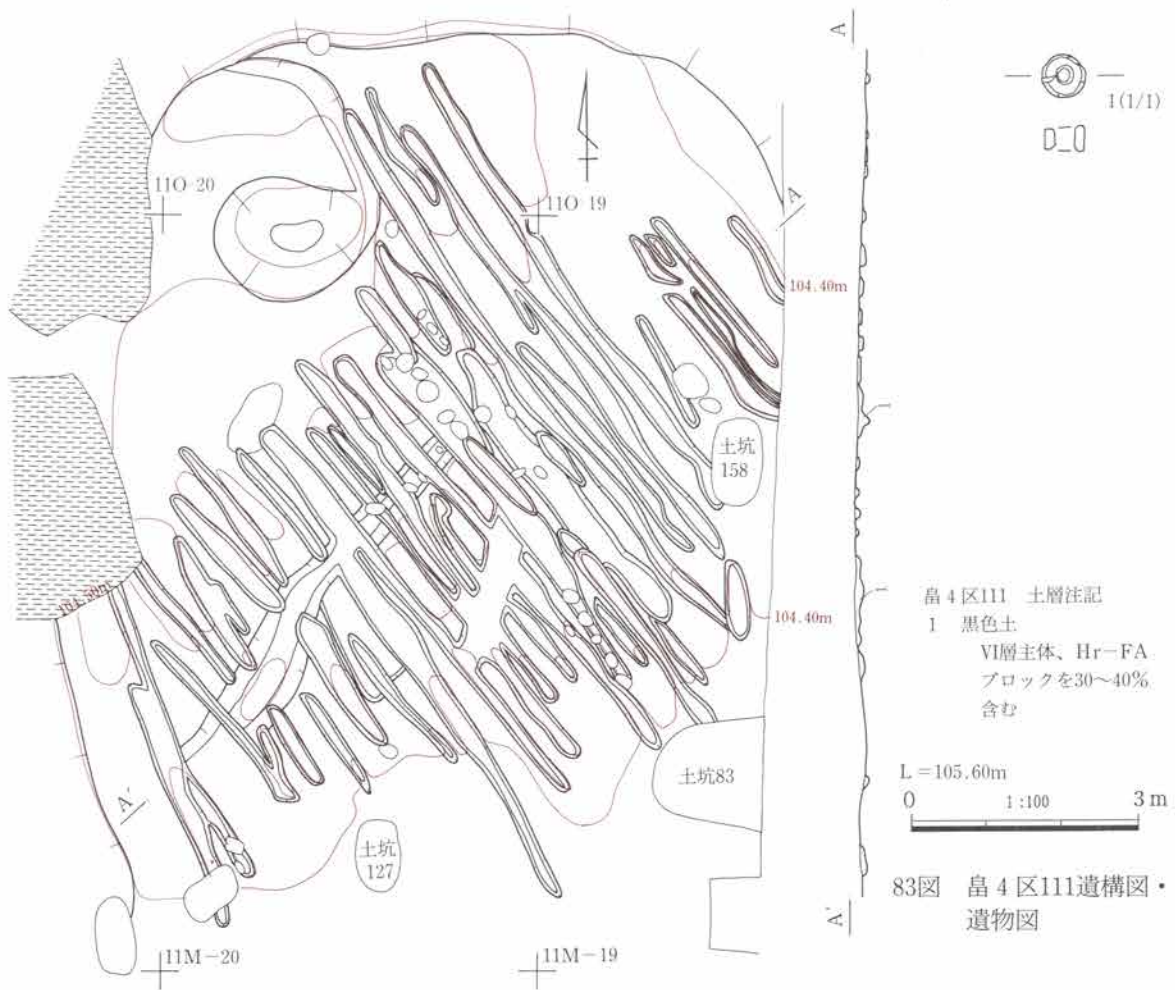 A
1(1/1)
11O-20
11O-19
A
104.40m
土坑
158
1
1
畠4区111 土層注記
1 黒色土
VI層主体、Hr-FA
ブロックを30~40%
含む
104.40m
土坑83
L=105.60m
0 1:100 3m
A′
土坑
127
83図 畠4区111遺構図・
遺物図
A′
11M-20
11M-19